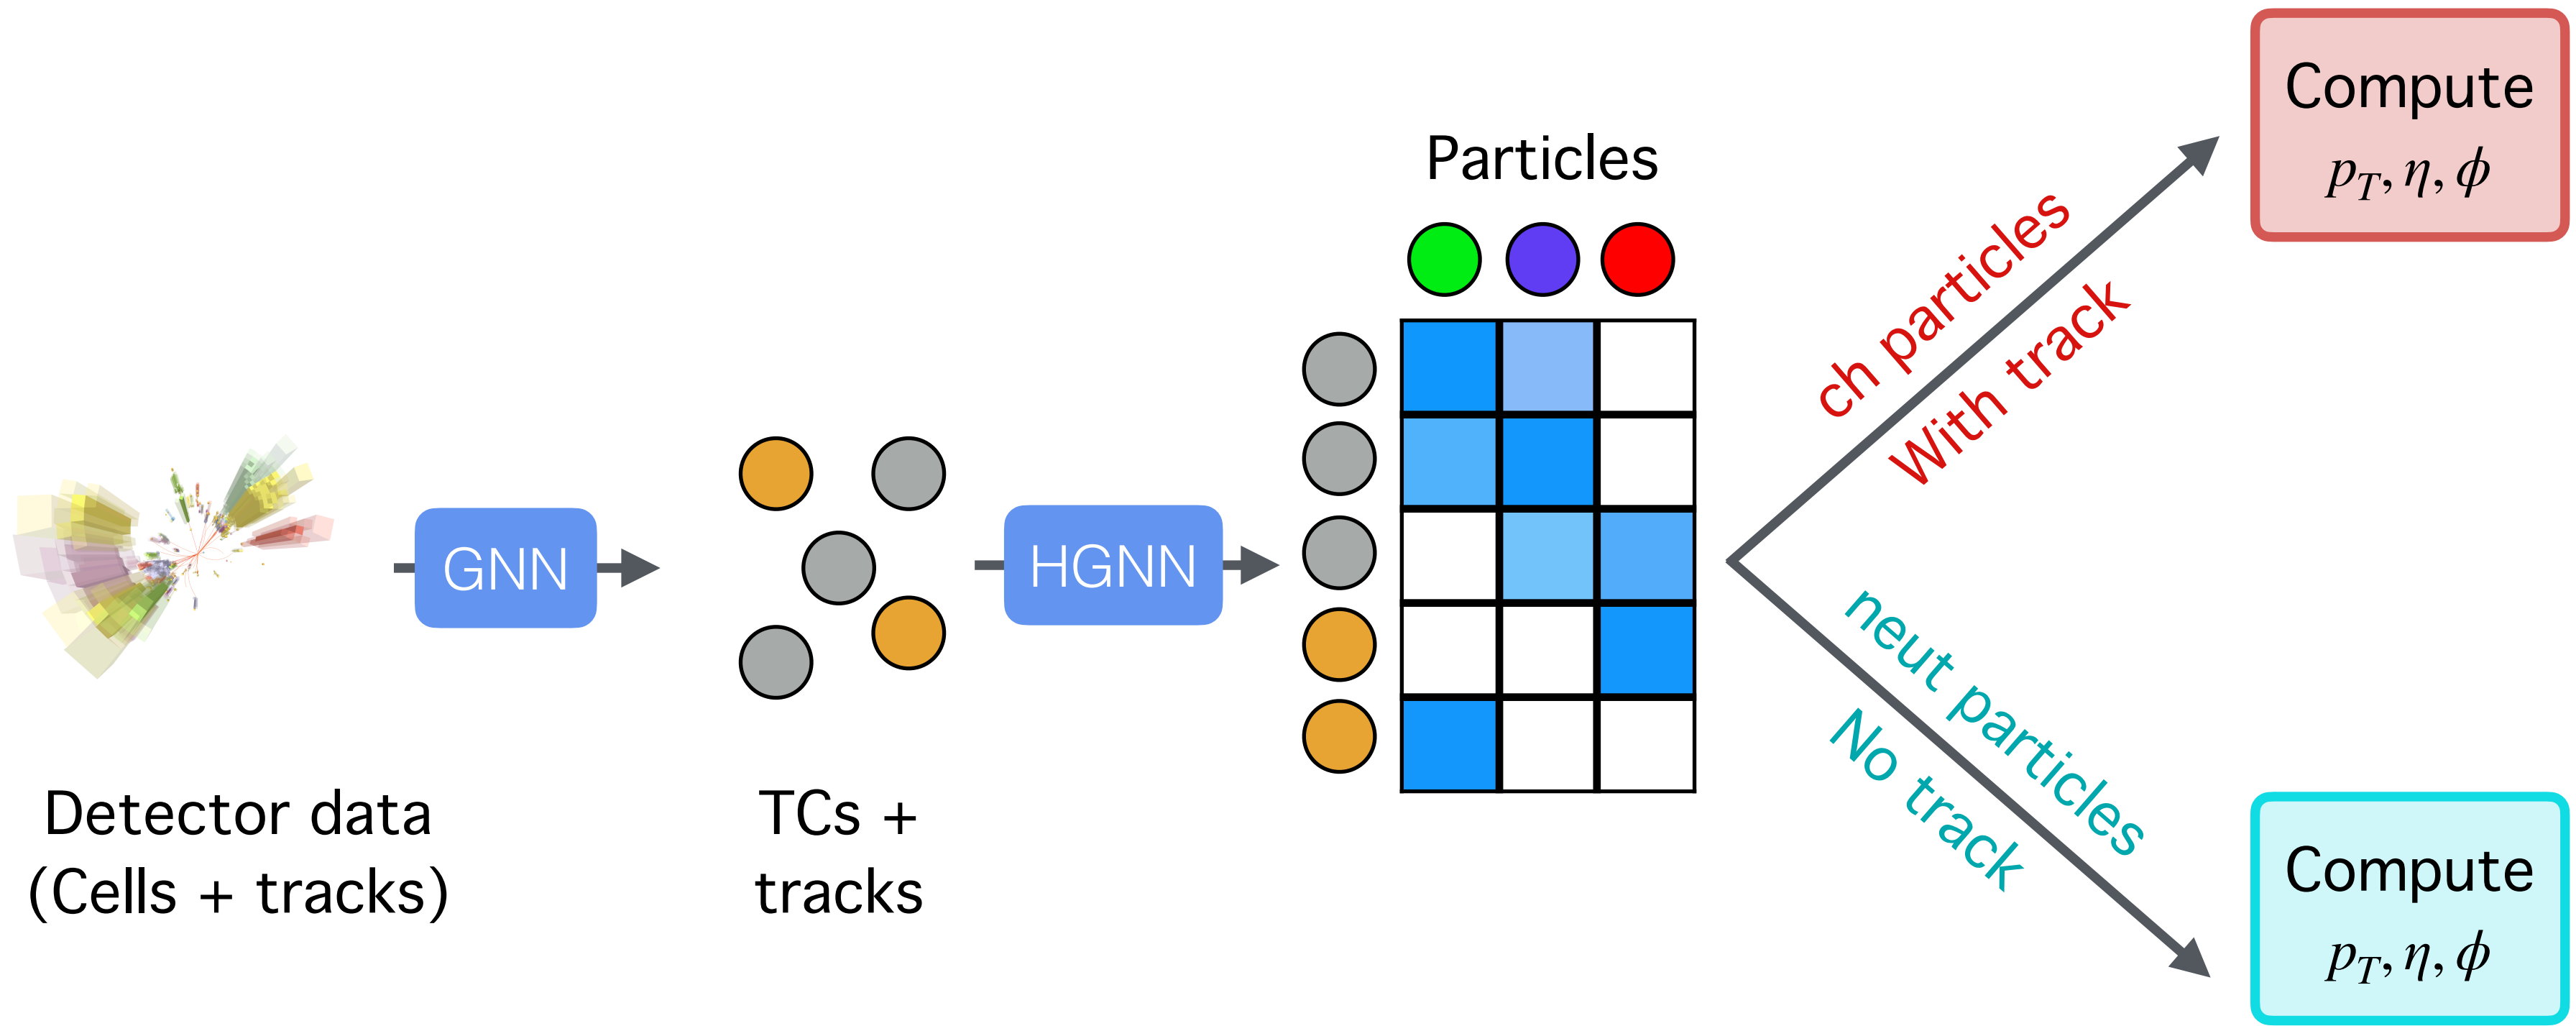 Detector data
(Cells + tracks)
GNN
TCs +
tracks
HGNN
Particles
ch particles
With track
neut particles
No track
Compute
p_T, η, ϕ
Compute
p_T, η, ϕ